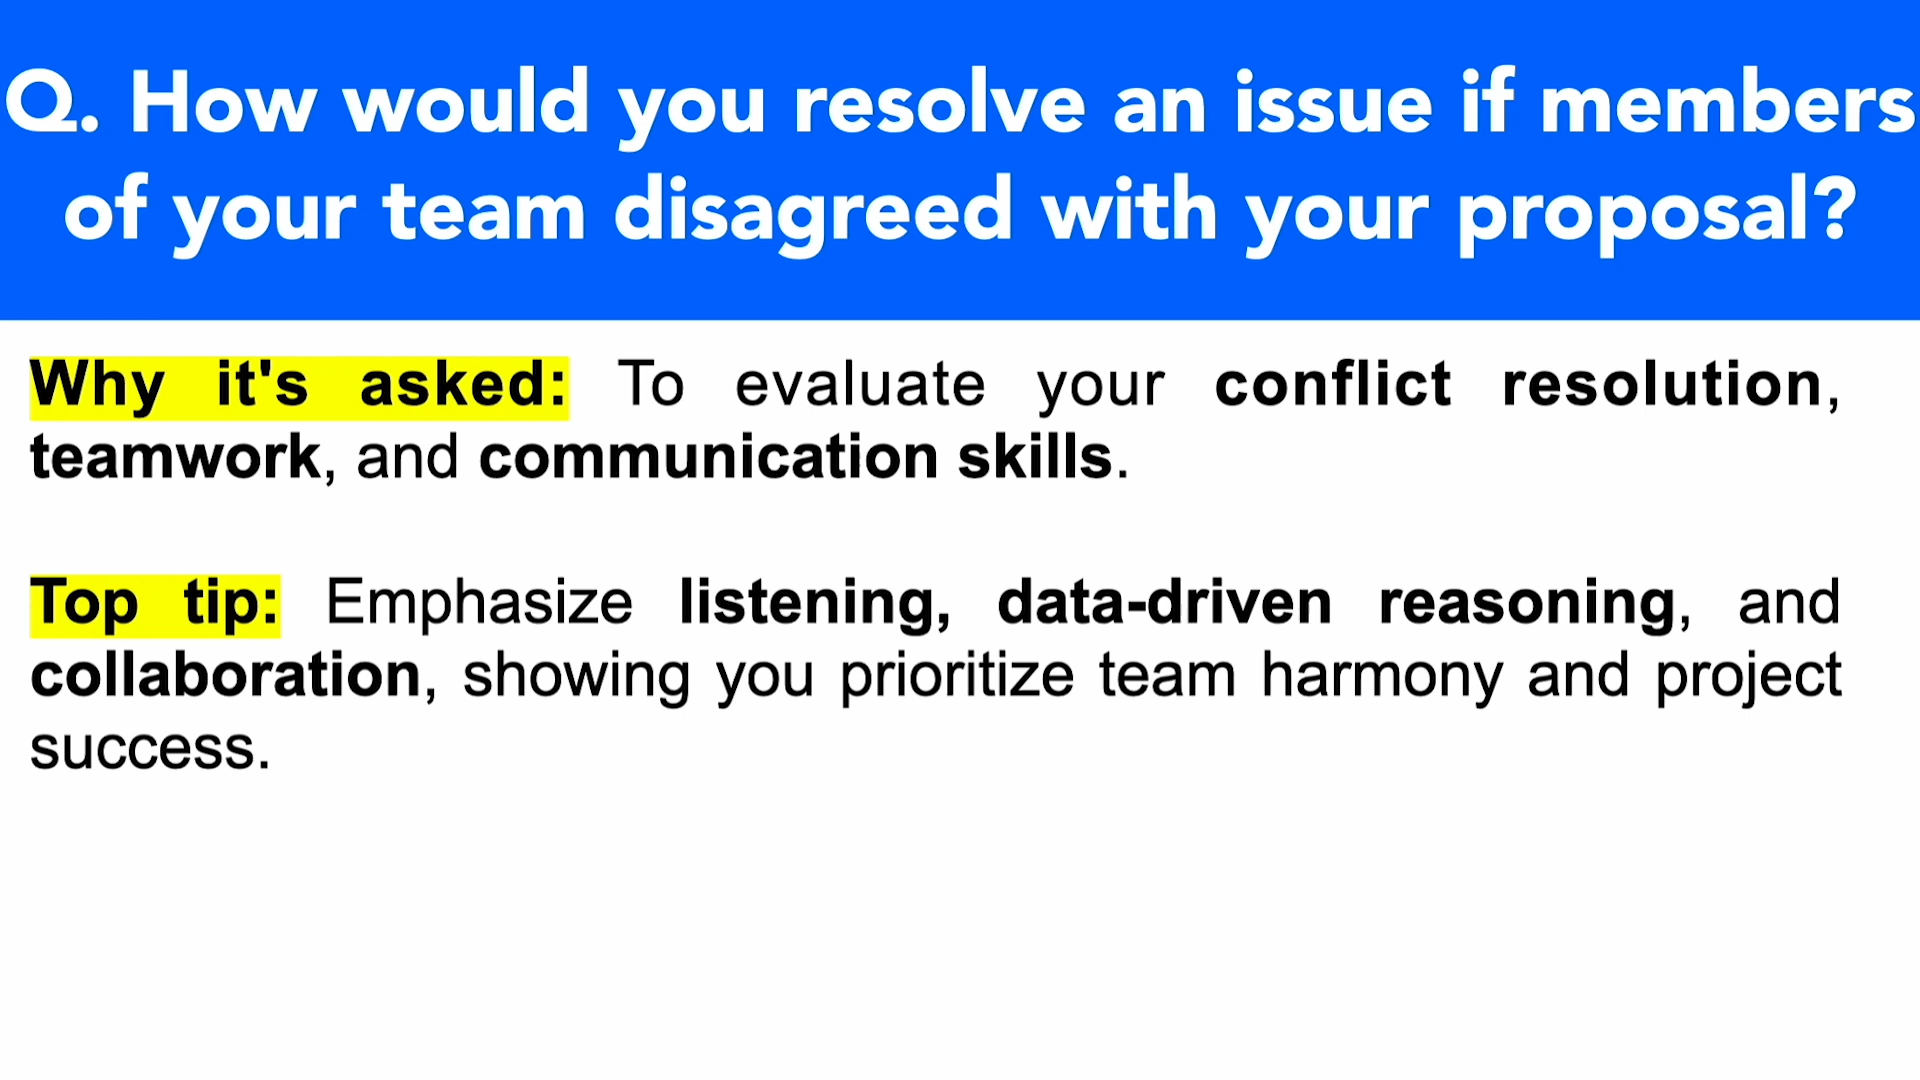 Q. How would you resolve an issue if members
of your team disagreed with your proposal?
Why it's asked: To evaluate your conflict resolution,
teamwork, and communication skills.
Top tip: Emphasize listening, data-driven reasoning, and
collaboration, showing you prioritize team harmony and project
success.